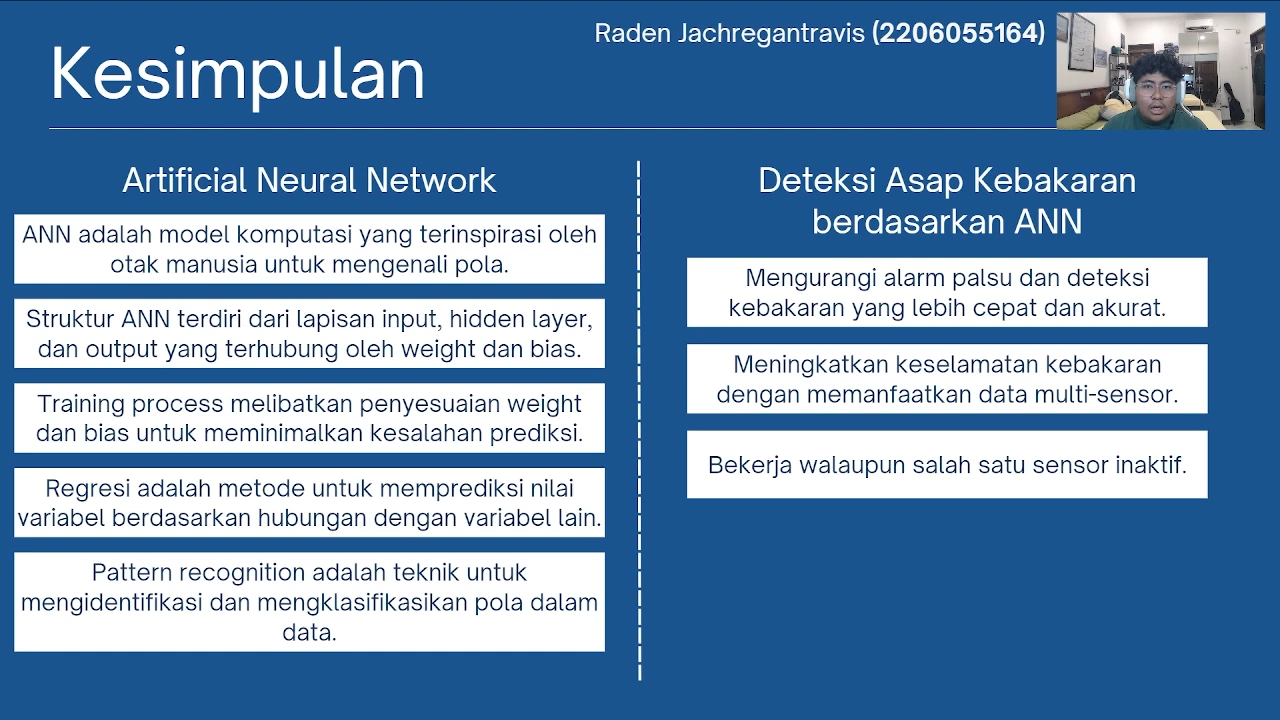 Raden Jachregantravis (2206055164)
Kesimpulan
Artificial Neural Network
ANN adalah model komputasi yang terinspirasi oleh
otak manusia untuk mengenali pola.
Struktur ANN terdiri dari lapisan input, hidden layer,
dan output yang terhubung oleh weight dan bias.
Training process melibatkan penyesuaian weight
dan bias untuk meminimalkan kesalahan prediksi.
Regresi adalah metode untuk memprediksi nilai
variabel berdasarkan hubungan dengan variabel lain.
Pattern recognition adalah teknik untuk
mengidentifikasi dan mengklasifikasikan pola dalam
data.
Deteksi Asap Kebakaran
berdasarkan ANN
Mengurangi alarm palsu dan deteksi
kebakaran yang lebih cepat dan akurat.
Meningkatkan keselamatan kebakaran
dengan memanfaatkan data multi-sensor.
Bekerja walaupun salah satu sensor inaktif.